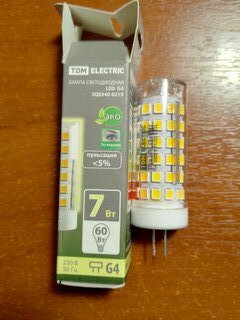 TDM ELECTRIC
ЛАМПА СВЕТОДИОДНАЯ
LED G4
SQ0340-0219
ЭКО
пульсация
<5%
7 Вт
60
Вт
230 В
50 Гц
G4